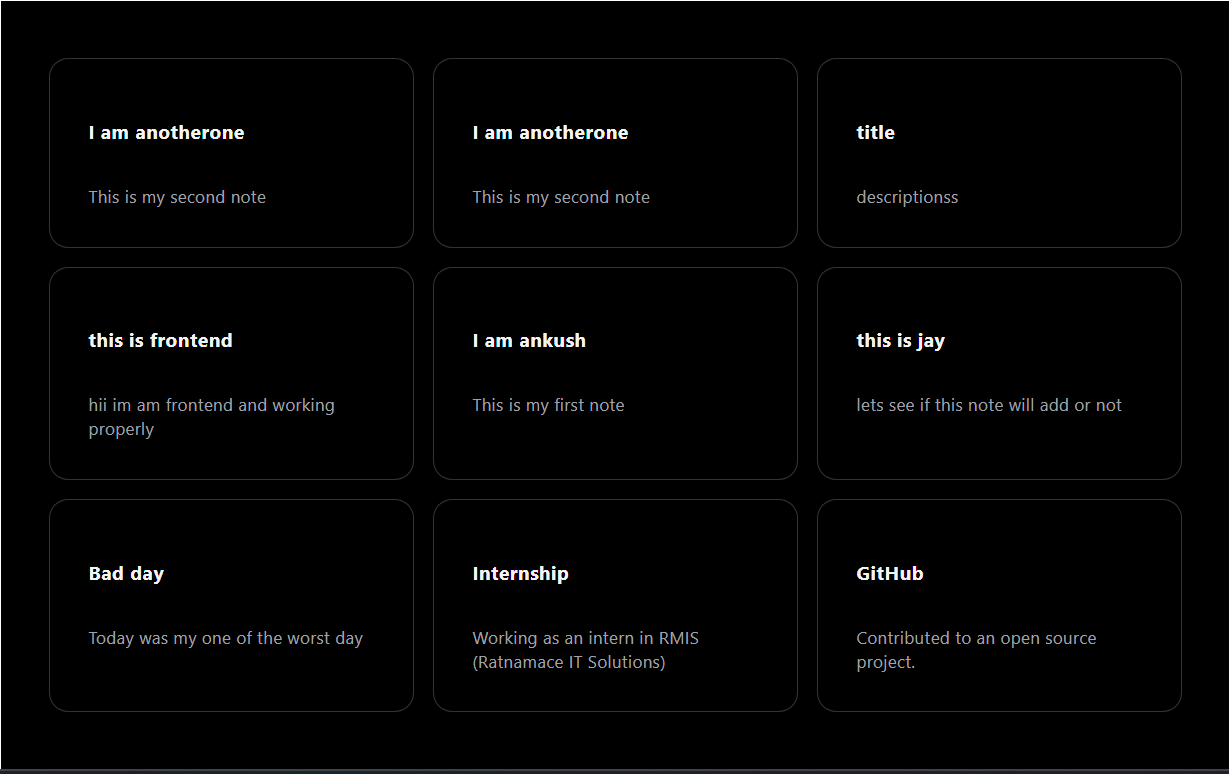 I am anotherone
This is my second note
I am anotherone
This is my second note
title
descriptionss
this is frontend
hii im am frontend and working
properly
I am ankush
This is my first note
this is jay
lets see if this note will add or not
Bad day
Today was my one of the worst day
Internship
Working as an intern in RMIS
(Ratnamace IT Solutions)
GitHub
Contributed to an open source
project.